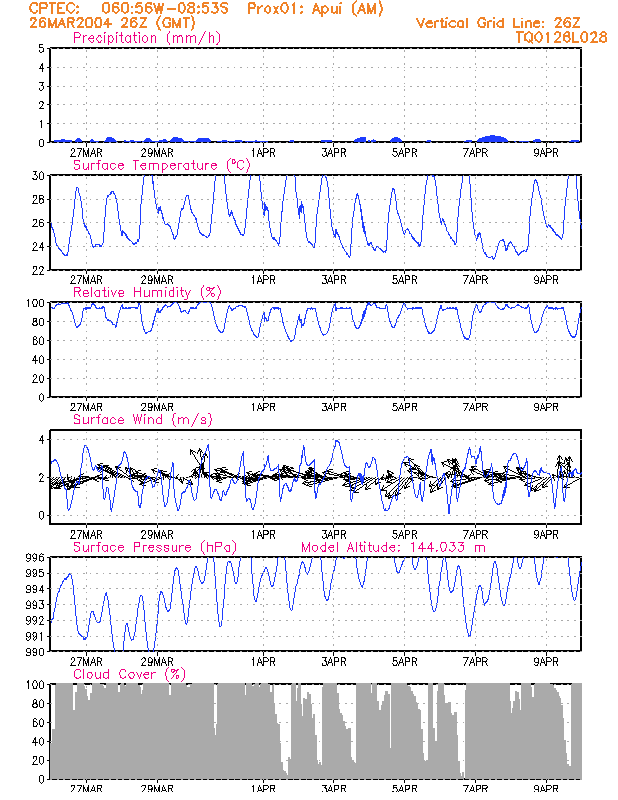 CPTEC: 060:56W-08:53S Prox01: Apuí (AM)
26MAR2004 26Z (GMT) Vertical Grid Line: 26Z
Precipitation (mm/h) TQ0126L028
5
4
3
2
1
0
27MAR 29MAR 1APR 3APR 5APR 7APR 9APR
Surface Temperature (ºC)
30
28
26
24
22
27MAR 29MAR 1APR 3APR 5APR 7APR 9APR
Relative Humidity (%)
100
80
60
40
20
0
27MAR 29MAR 1APR 3APR 5APR 7APR 9APR
Surface Wind (m/s)
4
2
0
27MAR 29MAR 1APR 3APR 5APR 7APR 9APR
Surface Pressure (hPa) Model Altitude: 144.033 m
996
995
994
993
992
991
990
27MAR 29MAR 1APR 3APR 5APR 7APR 9APR
Cloud Cover (%)
100
80
60
40
20
0
27MAR 29MAR 1APR 3APR 5APR 7APR 9APR